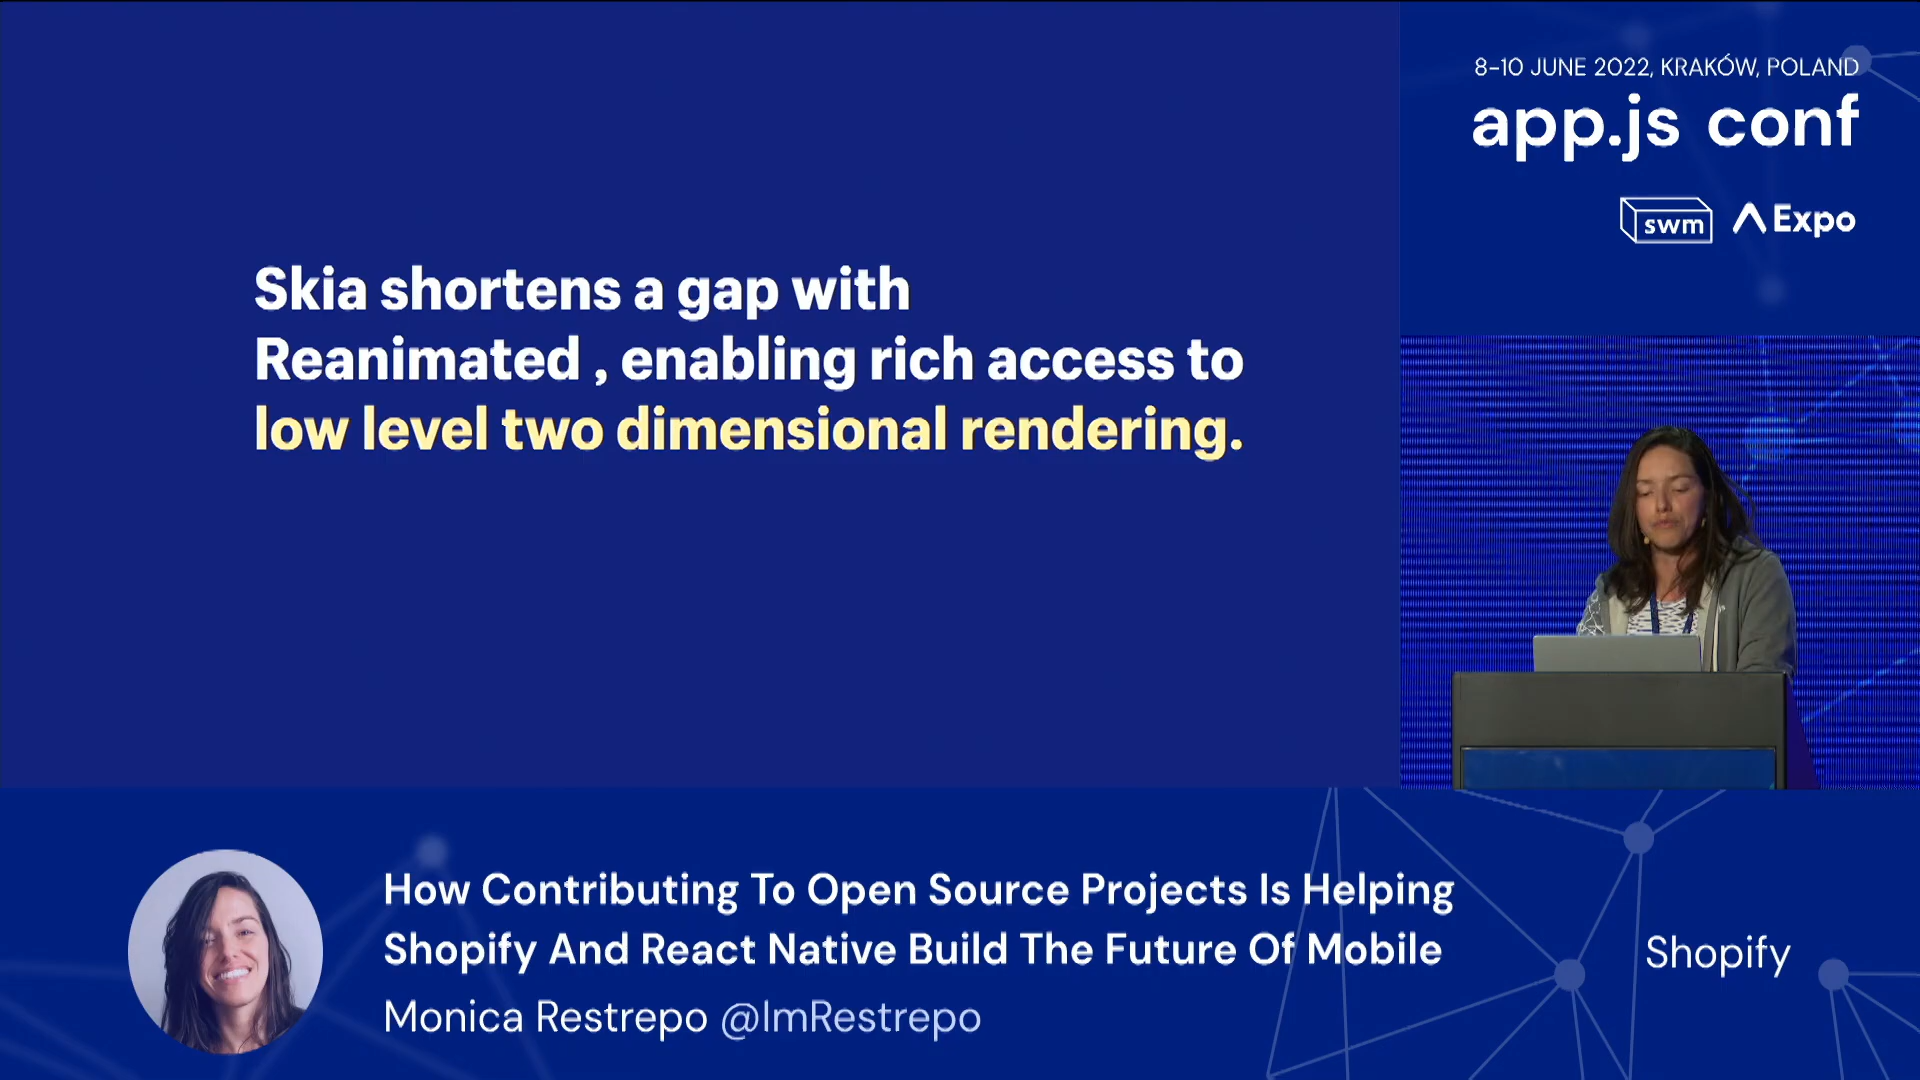 Skia shortens a gap with
Reanimated , enabling rich access to
low level two dimensional rendering.
8-10 JUNE 2022, KRAKÓW, POLAND
app.js conf
swm Expo
How Contributing To Open Source Projects Is Helping
Shopify And React Native Build The Future Of Mobile
Monica Restrepo @lmRestrepo
Shopify